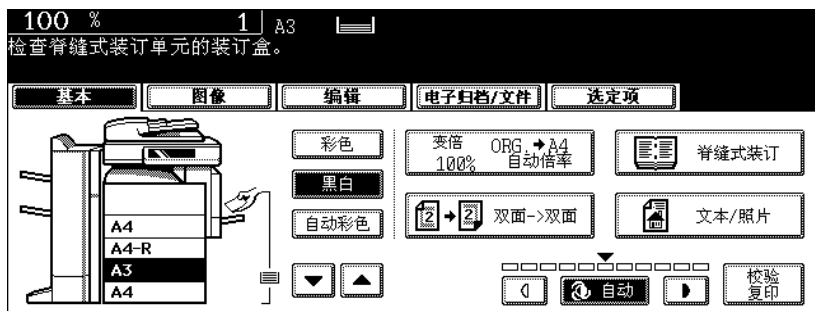 100 % 1 A3
检查脊缝式装订单元的装订盒。
基本 图像 编辑 电子归档/文件 选定项
彩色
黑白
自动彩色
变倍 ORG.➔A4
100% 自动倍率
脊缝式装订
2➔2 双面->双面
文本/照片
A4
A4-R
A3
A4
自动
校验
复印